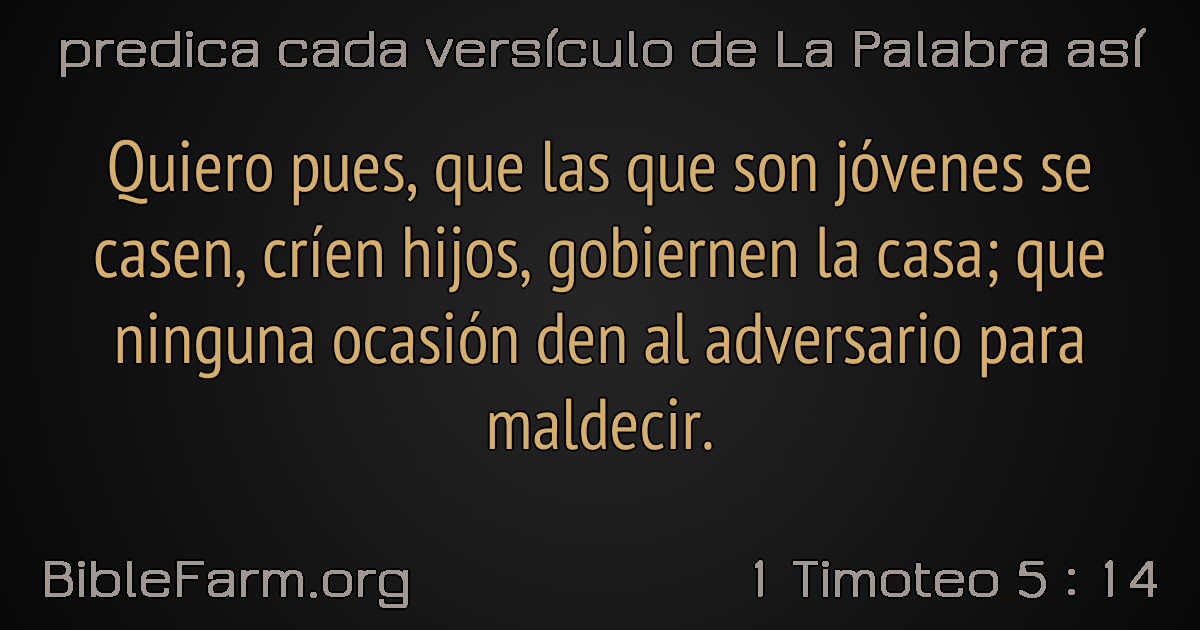 predica cada versículo de La Palabra así
Quiero pues, que las que son jóvenes se
casen, críen hijos, gobiernen la casa; que
ninguna ocasión den al adversario para
maldecir.
BibleFarm.org
1 Timoteo 5 : 14